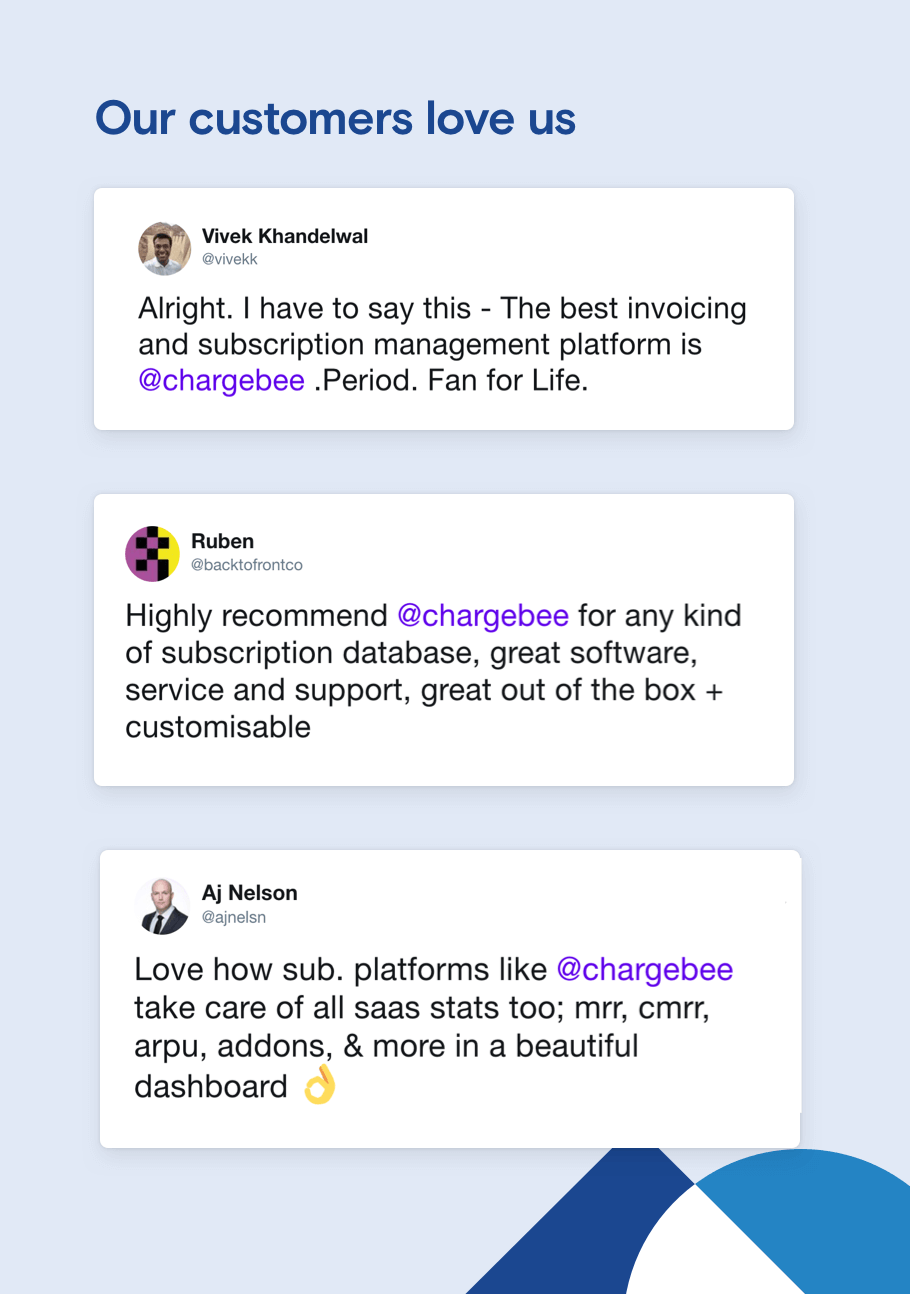 Our customers love us
Vivek Khandelwal
@vivekk
Alright. I have to say this - The best invoicing
and subscription management platform is
@chargebee .Period. Fan for Life.
Ruben
@backtofrontco
Highly recommend @chargebee for any kind
of subscription database, great software,
service and support, great out of the box +
customisable
Aj Nelson
@ajnelsn
Love how sub. platforms like @chargebee
take care of all saas stats too; mrr, cmrr,
arpu, addons, & more in a beautiful
dashboard 👌